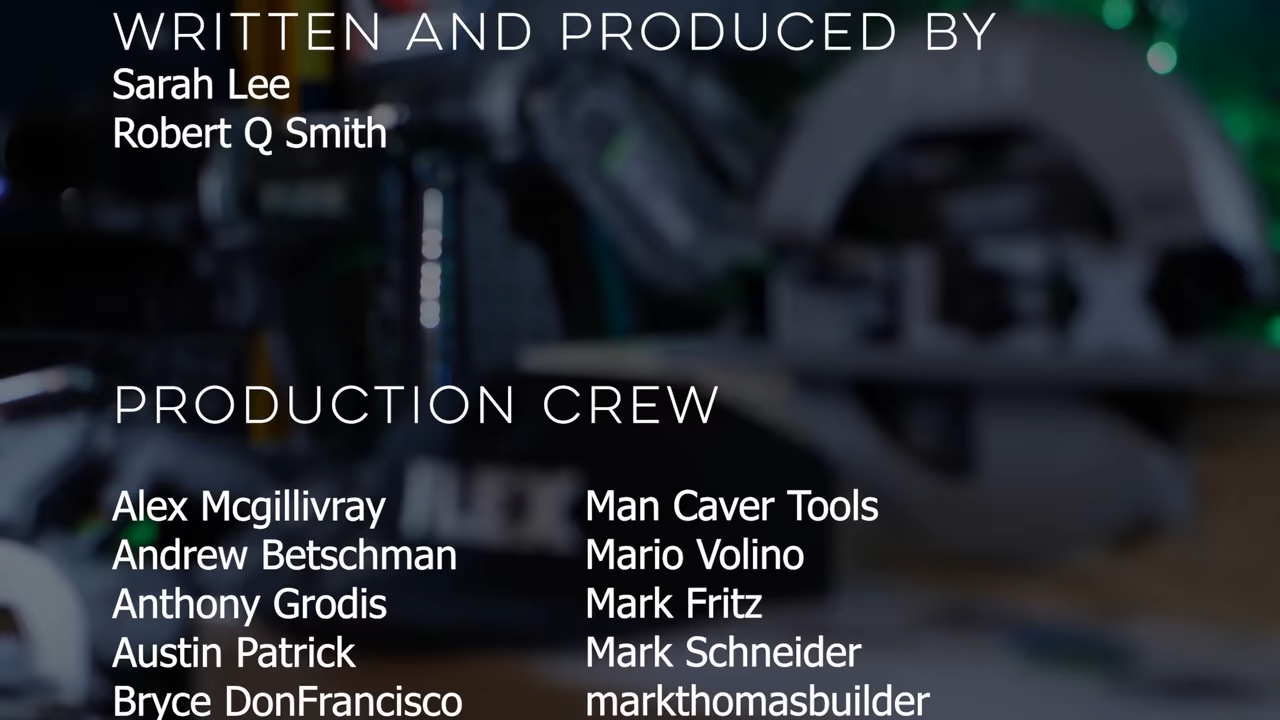 WRITTEN AND PRODUCED BY
Sarah Lee
Robert Q Smith
PRODUCTION CREW
Alex Mcgillivray
Andrew Betschman
Anthony Grodis
Austin Patrick
Bryce DonFrancisco
Man Caver Tools
Mario Volino
Mark Fritz
Mark Schneider
markthomasbuilder